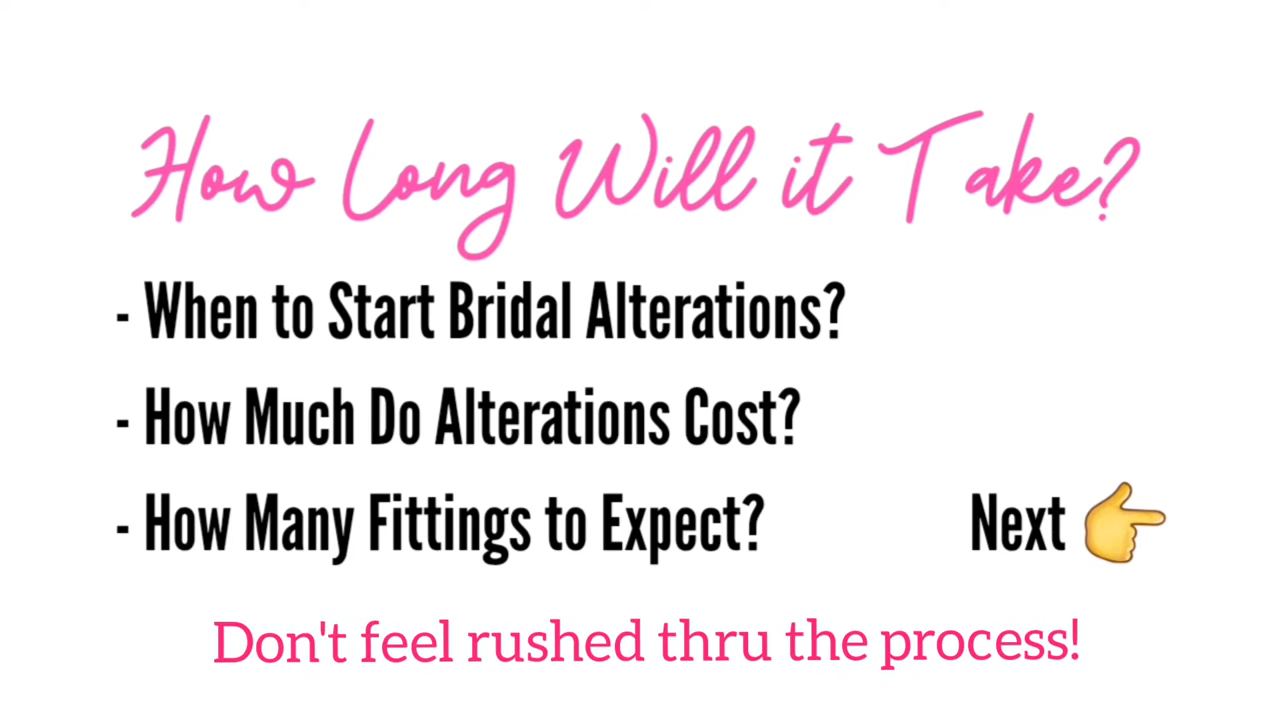 How Long Will it Take?
- When to Start Bridal Alterations?
- How Much Do Alterations Cost?
- How Many Fittings to Expect?
Next 👉
Don't feel rushed thru the process!